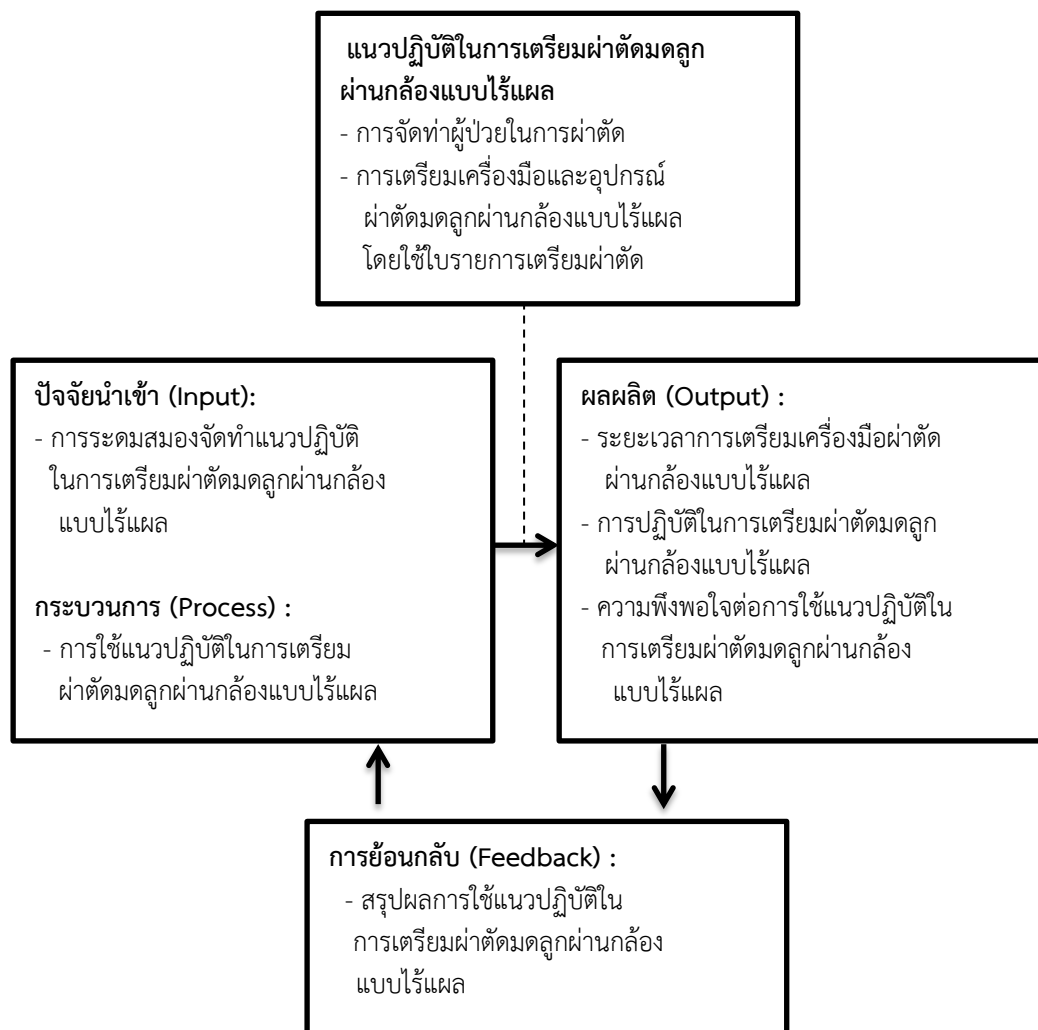 แนวปฏิบัติในการเตรียมผ่าตัดมดลูก
ผ่านกล้องแบบไร้แผล
- การจัดท่าผู้ป่วยในการผ่าตัด
- การเตรียมเครื่องมือและอุปกรณ์
ผ่าตัดมดลูกผ่านกล้องแบบไร้แผล
โดยใช้ใบรายการเตรียมผ่าตัด
ปัจจัยนำเข้า (Input):
- การระดมสมองจัดทำแนวปฏิบัติ
ในการเตรียมผ่าตัดมดลูกผ่านกล้อง
แบบไร้แผล
กระบวนการ (Process) :
- การใช้แนวปฏิบัติในการเตรียม
ผ่าตัดมดลูกผ่านกล้องแบบไร้แผล
ผลผลิต (Output) :
- ระยะเวลาการเตรียมเครื่องมือผ่าตัด
ผ่านกล้องแบบไร้แผล
- การปฏิบัติในการเตรียมผ่าตัดมดลูก
ผ่านกล้องแบบไร้แผล
- ความพึงพอใจต่อการใช้แนวปฏิบัติใน
การเตรียมผ่าตัดมดลูกผ่านกล้อง
แบบไร้แผล
การย้อนกลับ (Feedback) :
- สรุปผลการใช้แนวปฏิบัติใน
การเตรียมผ่าตัดมดลูกผ่านกล้อง
แบบไร้แผล